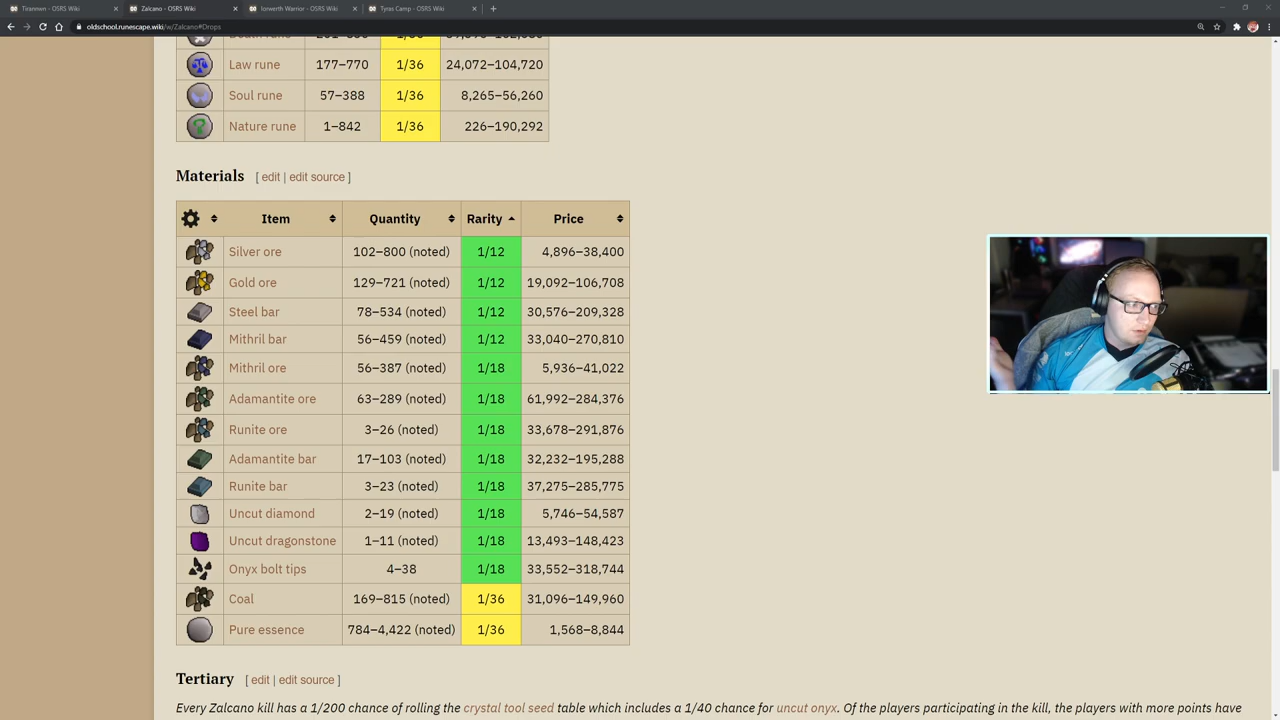 Tirannwn - OSRS Wiki
Zalcano - OSRS Wiki
Iorwerth Warrior - OSRS Wiki
Tyras Camp - OSRS Wiki
oldschool.runescape.wiki/w/Zalcano#Drops
Law rune 177–770 1/36 24,072–104,720
Soul rune 57–388 1/36 8,265–56,260
Nature rune 1–842 1/36 226–190,292
Materials [ edit | edit source ]
Item Quantity Rarity Price
Silver ore 102–800 (noted) 1/12 4,896–38,400
Gold ore 129–721 (noted) 1/12 19,092–106,708
Steel bar 78–534 (noted) 1/12 30,576–209,328
Mithril bar 56–459 (noted) 1/12 33,040–270,810
Mithril ore 56–387 (noted) 1/18 5,936–41,022
Adamantite ore 63–289 (noted) 1/18 61,992–284,376
Runite ore 3–26 (noted) 1/18 33,678–291,876
Adamantite bar 17–103 (noted) 1/18 32,232–195,288
Runite bar 3–23 (noted) 1/18 37,275–285,775
Uncut diamond 2–19 (noted) 1/18 5,746–54,587
Uncut dragonstone 1–11 (noted) 1/18 13,493–148,423
Onyx bolt tips 4–38 1/18 33,552–318,744
Coal 169–815 (noted) 1/36 31,096–149,960
Pure essence 784–4,422 (noted) 1/36 1,568–8,844
Tertiary [ edit | edit source ]
Every Zalcano kill has a 1/200 chance of rolling the crystal tool seed table which includes a 1/40 chance for uncut onyx. Of the players participating in the kill, the players with more points have